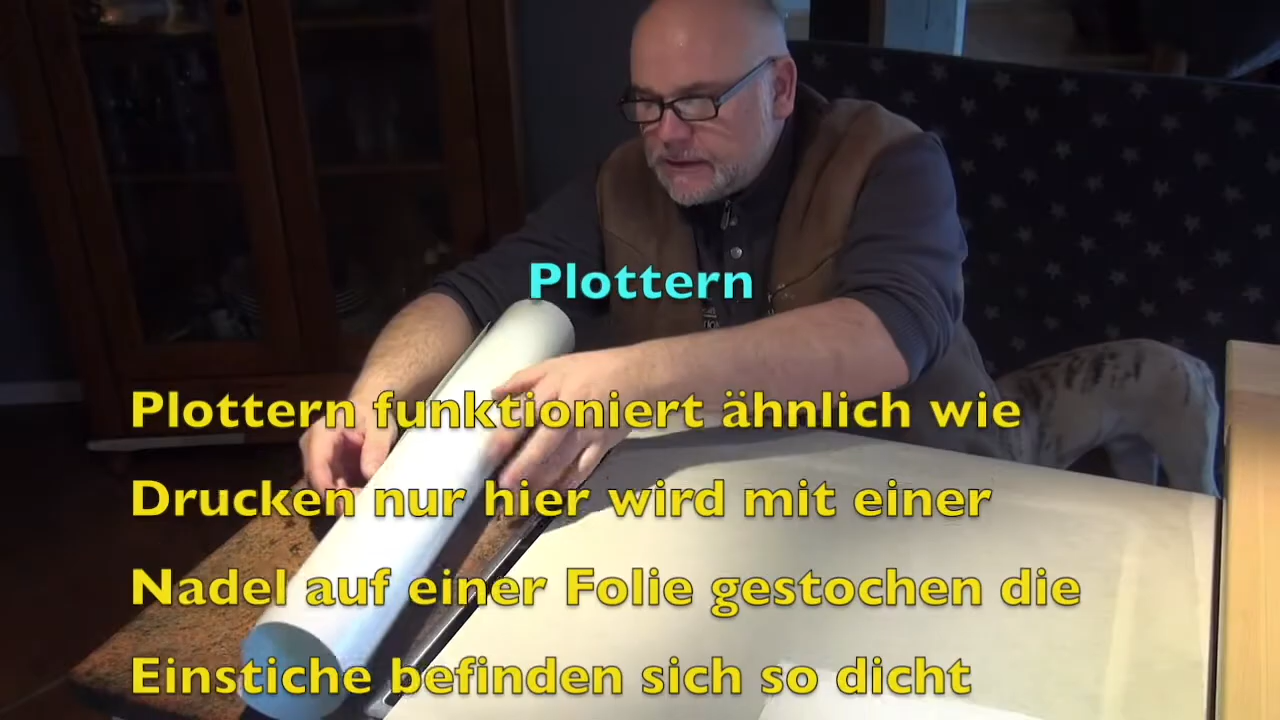 Plottern
Plottern funktioniert ähnlich wie
Drucken nur hier wird mit einer
Nadel auf einer Folie gestochen die
Einstiche befinden sich so dicht